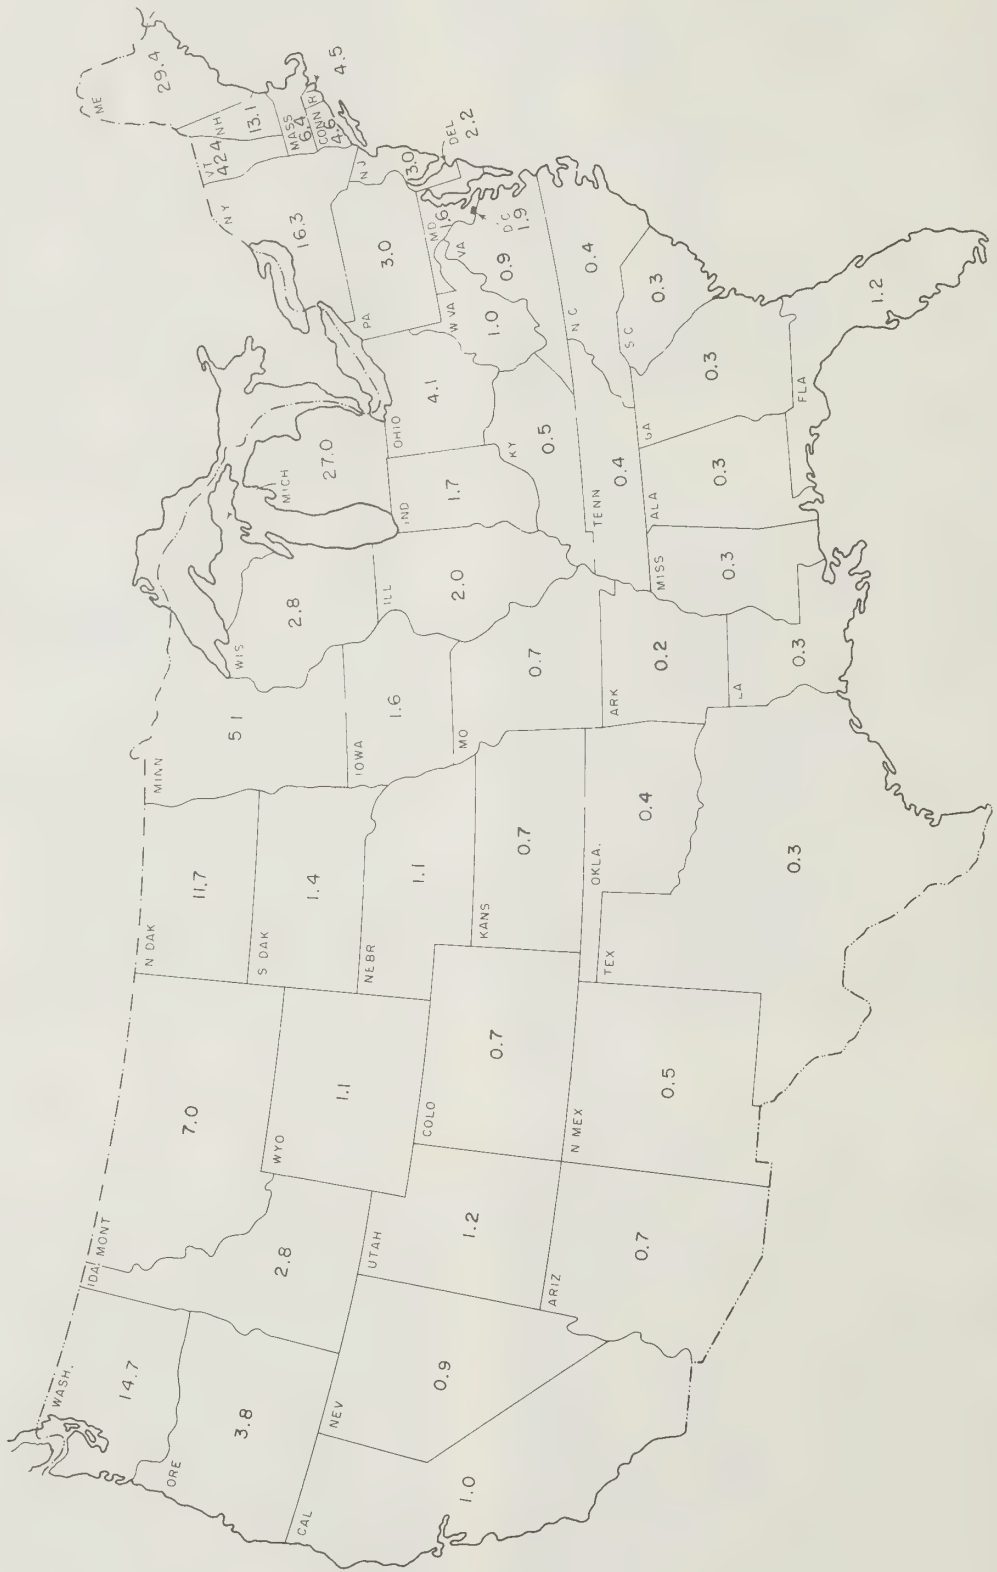 WASH.
14.7
ORE
3.8
CAL
1.0
NEV
0.9
IDA
2.8
MONT
7.0
WYO
1.1
UTAH
1.2
ARIZ
0.7
COLO
0.7
N MEX
0.5
N DAK
11.7
S DAK
1.4
NEBR
1.1
KANS
0.7
OKLA.
0.4
TEX
0.3
MINN
5 1
IOWA
1.6
MO
0.7
ARK
0.2
LA
0.3
WIS
2.8
ILL
2.0
MICH
27.0
IND
1.7
OHIO
4.1
KY
0.5
TENN
0.4
MISS
0.3
ALA
0.3
GA
0.3
FLA
1.2
S C
0.3
N C
0.4
VA
0.9
W VA
1.0
D C
1.9
MD
1.6
DEL
2.2
PA
3.0
N J
3.0
N Y
16.3
VT
42.4
NH
13.1
ME
29.4
MASS
6.4
CONN
4.6
R I
4.5